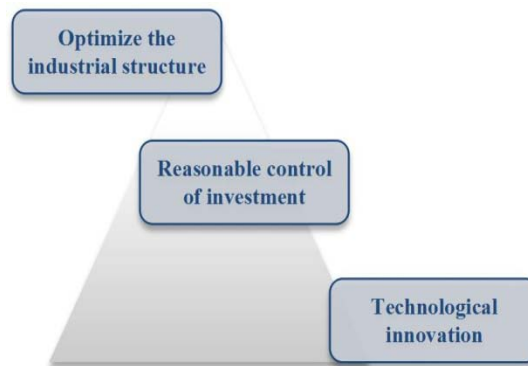 Optimize the
industrial structure
Reasonable control
of investment
Technological
innovation